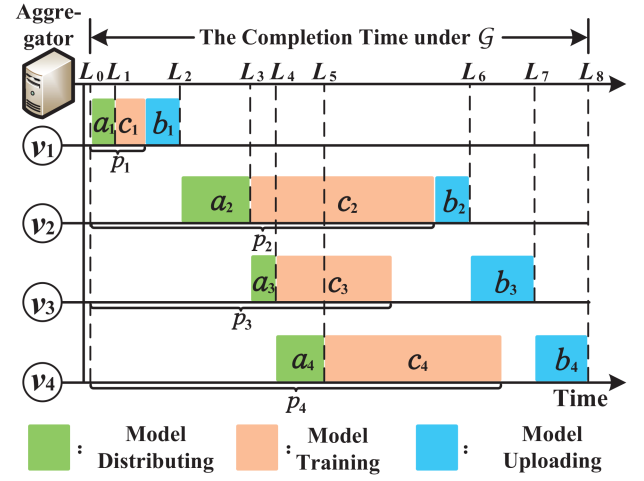 Aggre-
gator
The Completion Time under 𝒢
L0 L1 L2 L3 L4 L5 L6 L7 L8
a1 c1 b1
v1
p1
a2 c2 b2
v2
p2
a3 c3 b3
v3
p3
a4 c4 b4
v4
p4
Time
: Model
Distributing
: Model
Training
: Model
Uploading